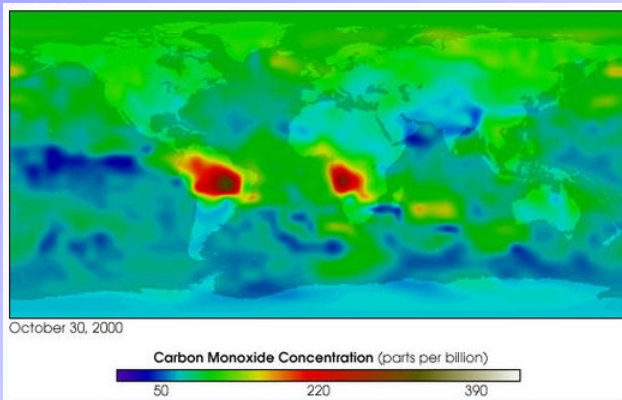 October 30, 2000
Carbon Monoxide Concentration (parts per billion)
50 220 390